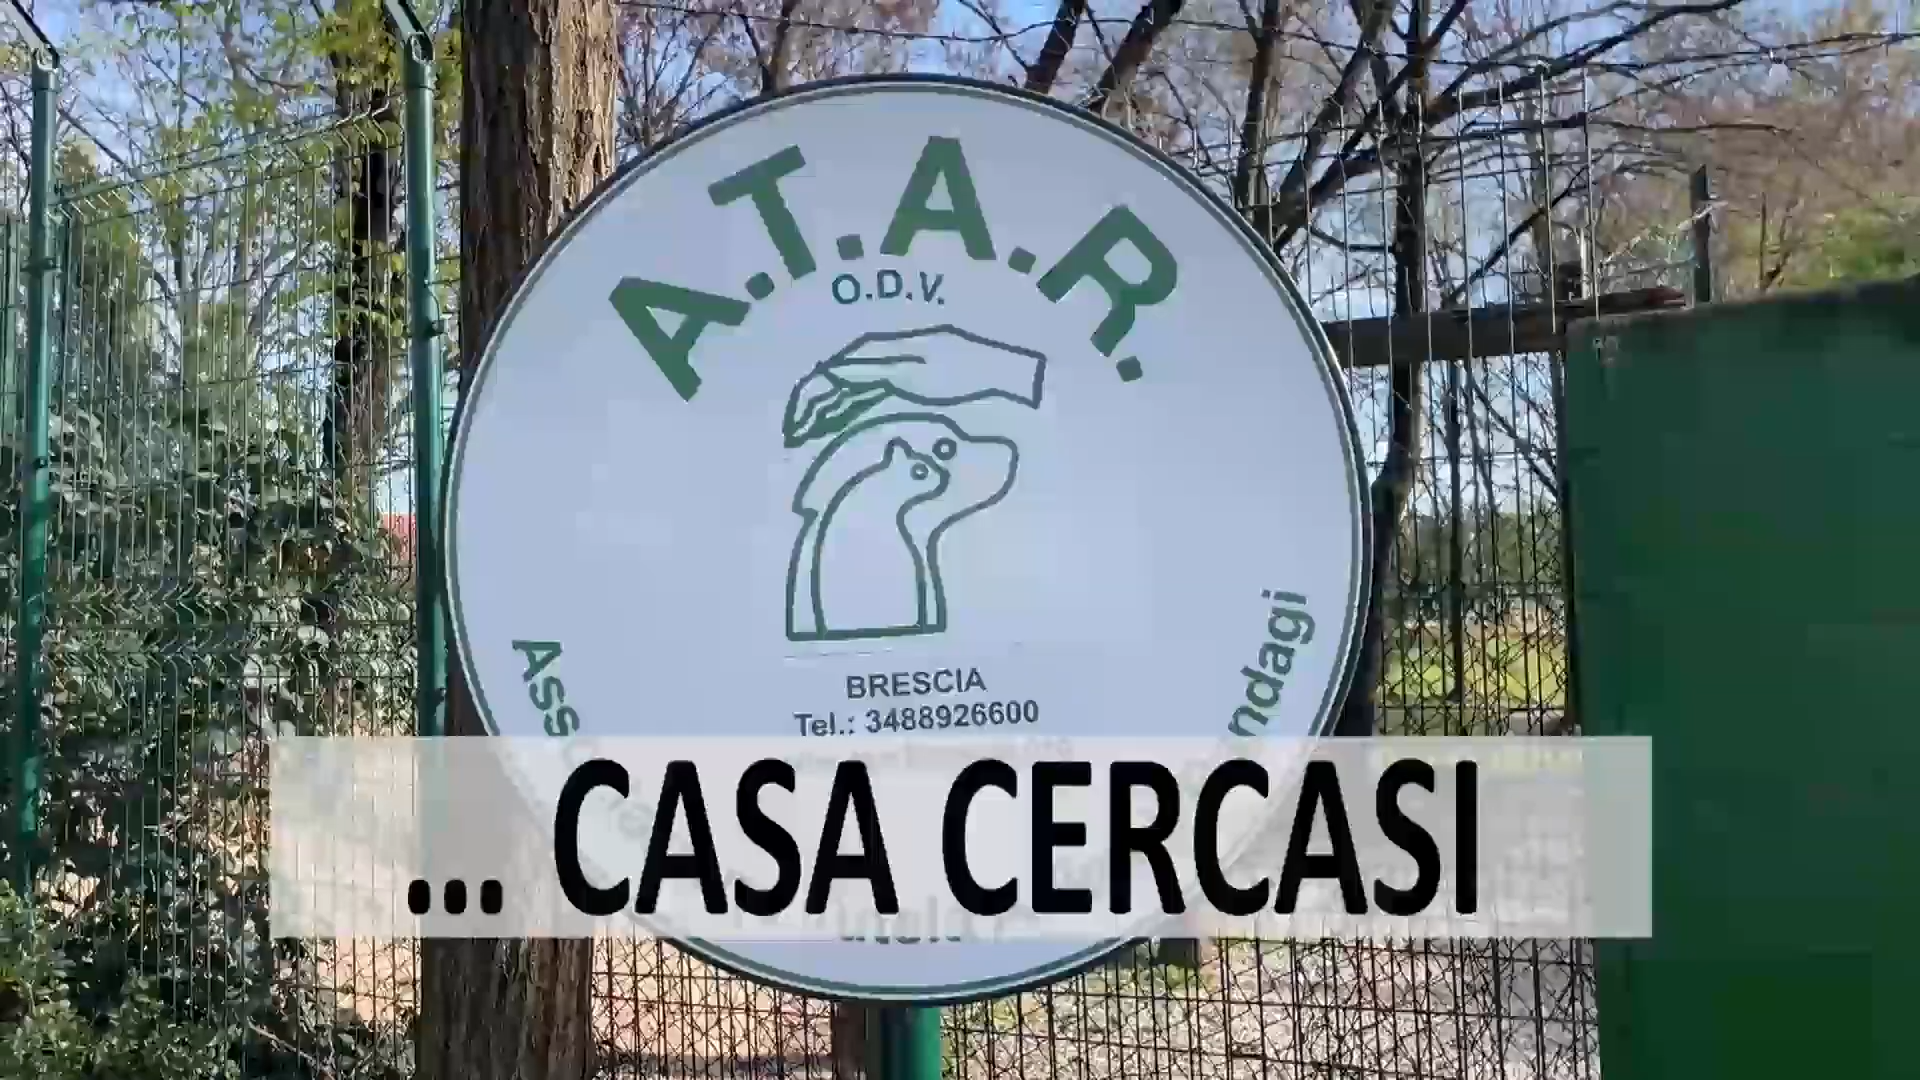 A.T.A.R.
O.D.V.
BRESCIA
Tel.: 3488926600
... CASA CERCASI